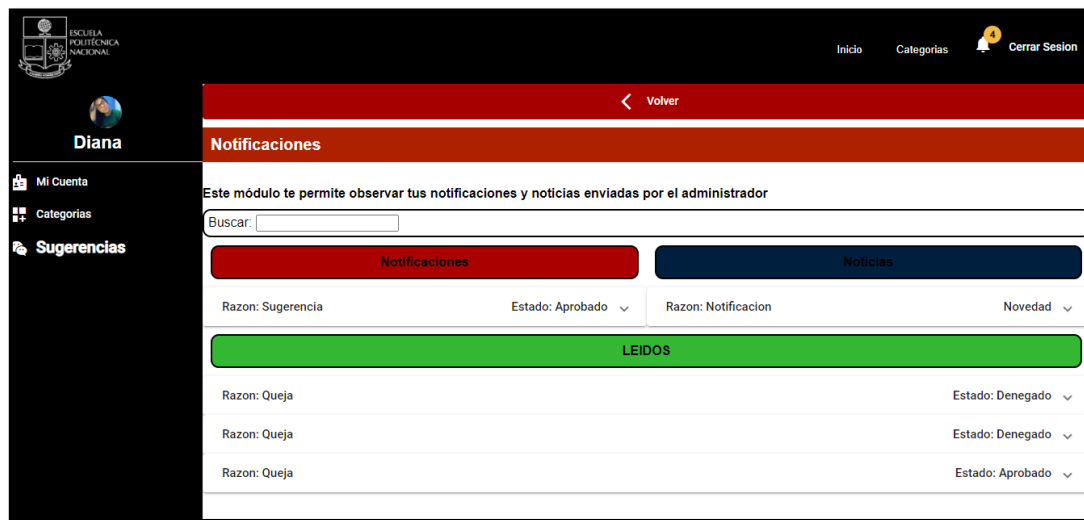 ESCUELA
POLITÉCNICA
NACIONAL
Inicio
Categorias
4
Cerrar Sesion
Diana
Mi Cuenta
Categorias
Sugerencias
Volver
Notificaciones
Este módulo te permite observar tus notificaciones y noticias enviadas por el administrador
Buscar:
Notificaciones
Noticias
Razon: Sugerencia
Estado: Aprobado
Razon: Notificacion
Novedad
LEIDOS
Razon: Queja
Estado: Denegado
Razon: Queja
Estado: Denegado
Razon: Queja
Estado: Aprobado